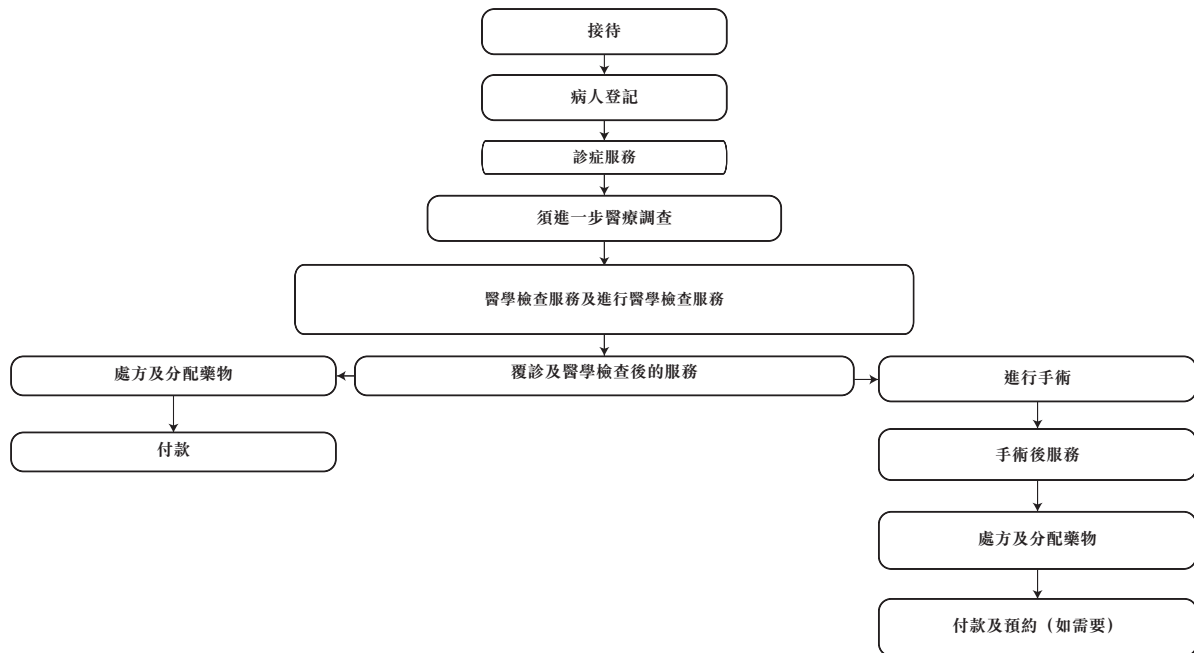 接待
病人登記
診症服務
須進一步醫療調查
醫學檢查服務及進行醫學檢查服務
處方及分配藥物
覆診及醫學檢查後的服務
進行手術
付款
手術後服務
處方及分配藥物
付款及預約（如需要）